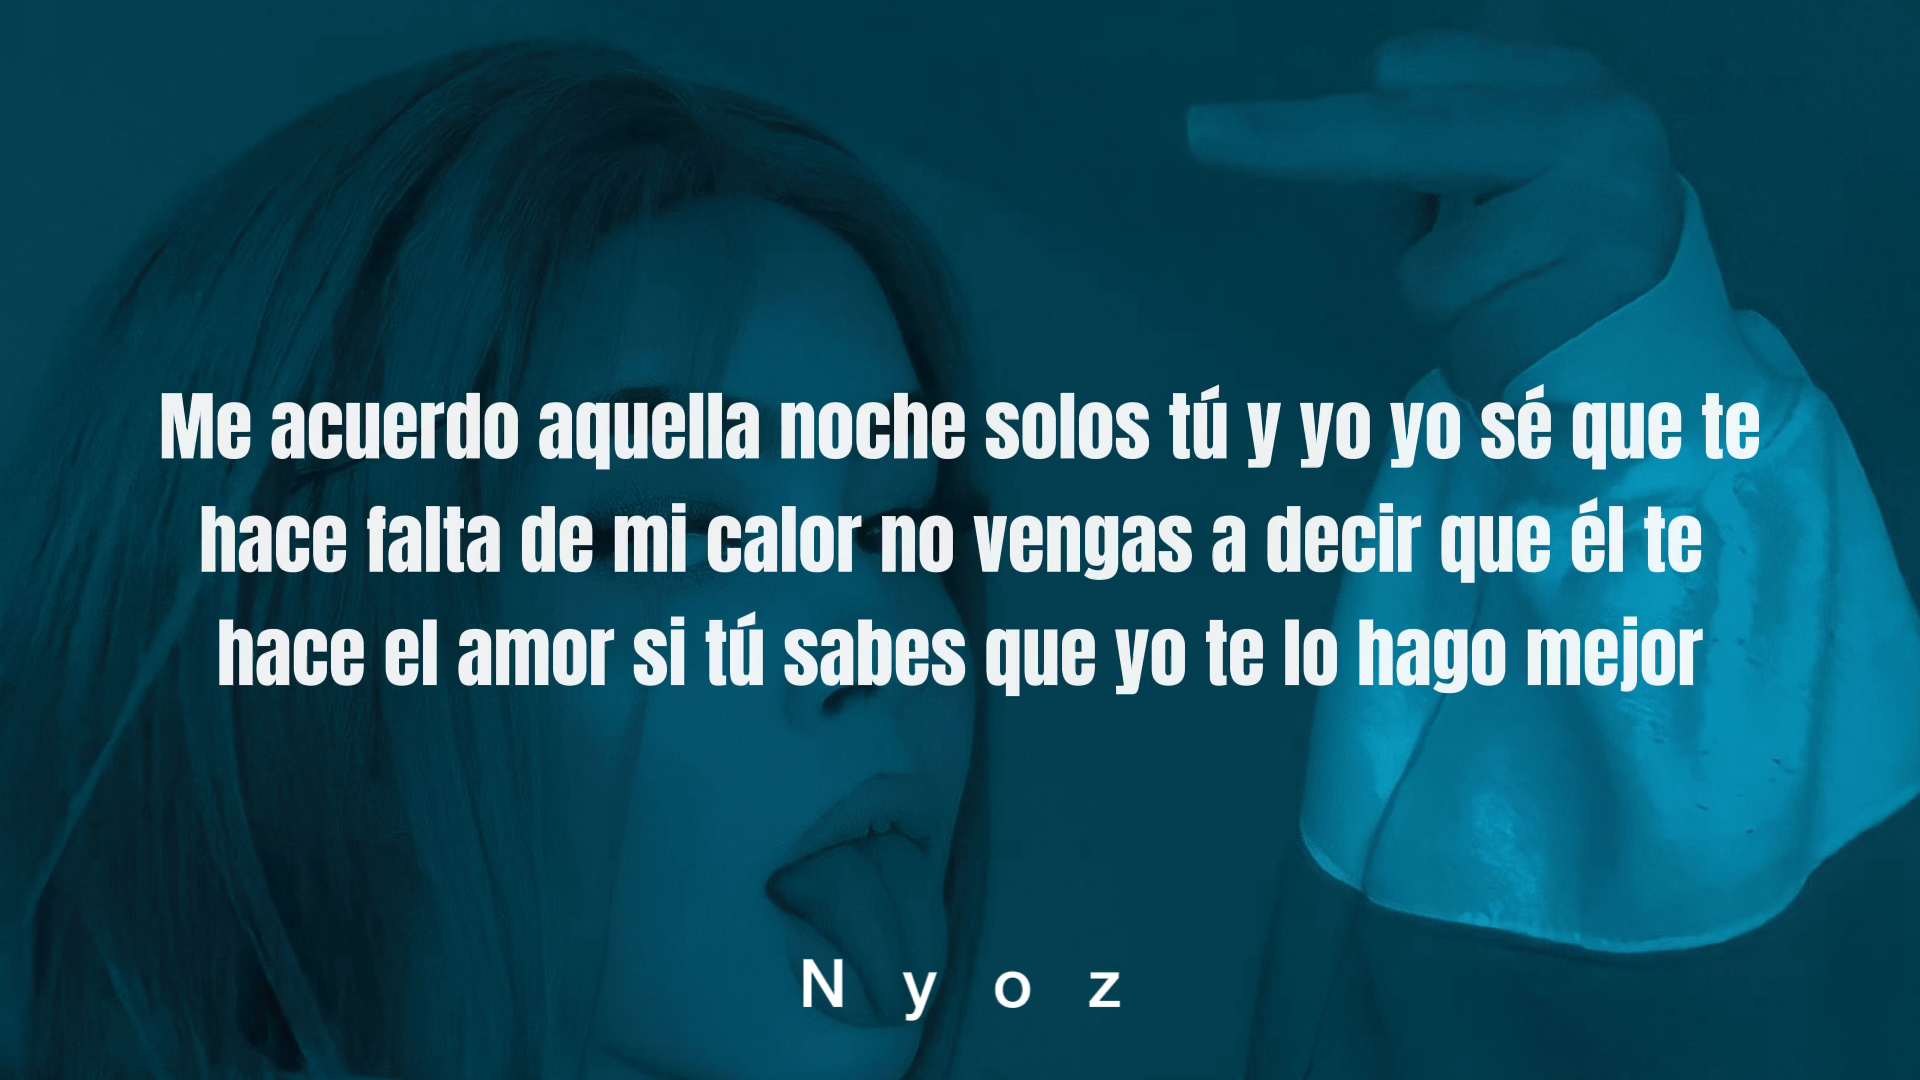 Me acuerdo aquella noche solos tú y yo yo sé que te
hace falta de mi calor no vengas a decir que él te
hace el amor si tú sabes que yo te lo hago mejor
Nyoz